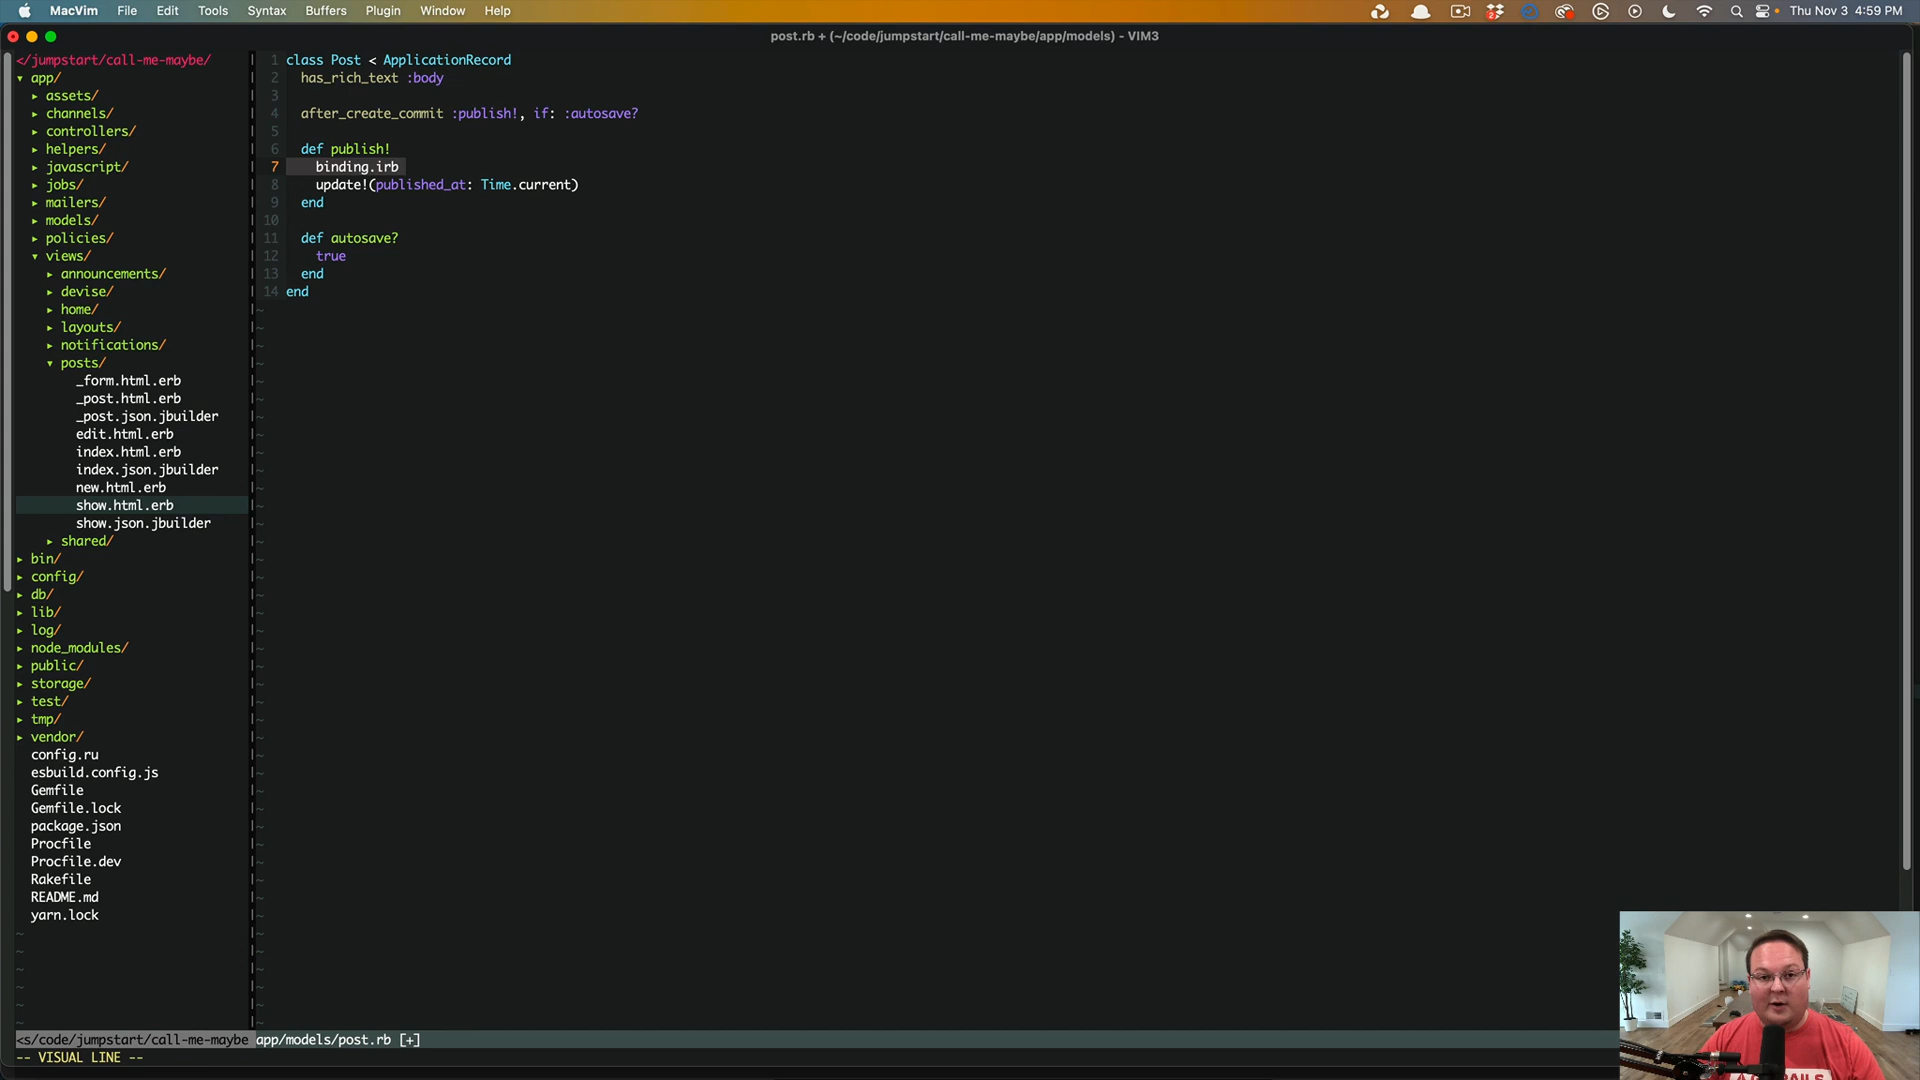 MacVim File Edit Tools Syntax Buffers Plugin Window Help
Thu Nov 3 4:59 PM
post.rb + (~/code/jumpstart/call-me-maybe/app/models) - VIM3
</jumpstart/call-me-maybe/
▾ app/
▸ assets/
▸ channels/
▸ controllers/
▸ helpers/
▸ javascript/
▸ jobs/
▸ mailers/
▸ models/
▸ policies/
▾ views/
▸ announcements/
▸ devise/
▸ home/
▸ layouts/
▸ notifications/
▾ posts/
_form.html.erb
_post.html.erb
_post.json.jbuilder
edit.html.erb
index.html.erb
index.json.jbuilder
new.html.erb
show.html.erb
show.json.jbuilder
▸ shared/
▸ bin/
▸ config/
▸ db/
▸ lib/
▸ log/
▸ node_modules/
▸ public/
▸ storage/
▸ test/
▸ tmp/
▸ vendor/
config.ru
esbuild.config.js
Gemfile
Gemfile.lock
package.json
Procfile
Procfile.dev
Rakefile
README.md
yarn.lock
1 class Post < ApplicationRecord
2 has_rich_text :body
3
4 after_create_commit :publish!, if: :autosave?
5
6 def publish!
7 binding.irb
8 update!(published_at: Time.current)
9 end
10
11 def autosave?
12 true
13 end
14 end
<s/code/jumpstart/call-me-maybe app/models/post.rb [+]
-- VISUAL LINE --